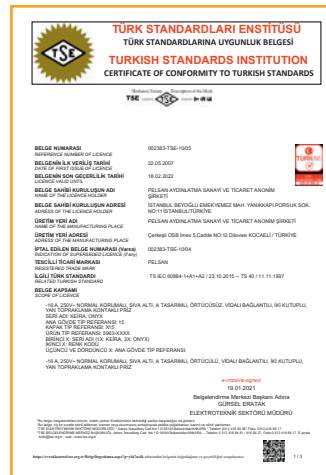 TÜRK STANDARDLARI ENSTİTÜSÜ
TÜRK STANDARDLARINA UYGUNLUK BELGESİ
TURKISH STANDARDS INSTITUTION
CERTIFICATE OF CONFORMITY TO TURKISH STANDARDS
TSE
TSE
BELGE NUMARASI 002383-TSE-10/05
REFERENCE NUMBER OF LICENCE
BELGENİN İLK VERİLİŞ TARİHİ 22.05.2007
DATE OF FIRST ISSUE OF LICENCE
BELGENİN SON GEÇERLİLİK TARİHİ 18.02.2022
LICENCE VALID UNTIL
BELGE SAHİBİ KURULUŞUN ADI PELSAN AYDINLATMA SANAYİ VE TİCARET ANONİM ŞİRKETİ
NAME OF THE LICENCE HOLDER
BELGE SAHİBİ KURULUŞUN ADRESİ İSTANBUL BEYOĞLU EMEKYEMEZ MAH. YANIKKAPI PORSUK SOK. NO:11 İSTANBUL/TÜRKİYE
ADRESS OF THE LICENCE HOLDER
ÜRETİM YERİ ADI PELSAN AYDINLATMA SANAYİ VE TİCARET ANONİM ŞİRKETİ
NAME OF THE MANUFACTURING PLACE
ÜRETİM YERİ ADRESİ Çerkeşli OSB İmes 5.Cadde NO:12 Dilovası KOCAELİ / TÜRKİYE
ADRESS OF THE MANUFACTURING PLACE
İPTAL EDİLEN BELGE NUMARASI (Varsa) 002383-TSE-10/04
INDICATION OF SUPERSEDED LICENCE (if any)
TESCİLLİ TİCARİ MARKASI PELSAN
REGISTERED TRADE MARK
İLGİLİ TÜRK STANDARDI TS IEC 60884-1+A1+A2 / 23.10.2015 -- TS 40 / 11.11.1997
RELATED TURKISH STANDARD
BELGE KAPSAMI
SCOPE OF LICENCE
-16 A, 250V~ NORMAL KORUMALI, SIVA ALTI, A TASARIMLI, ÖRTÜCÜSÜZ, VİDALI BAĞLANTILI, İKİ KUTUPLU,
YAN TOPRAKLAMA KONTAKLI PRİZ
SERİ ADI: KEİRA, ONYX
ANA GÖVDE TİP REFERANSI: 15
KAPAK TİP REFERANSI: X15
ÜRÜN TİP REFERANSI: 5963-XXXX
BİRİNCİ X: SERİ ADI (1X: KEİRA, 3X: ONYX)
İKİNCİ X: RENK KODU
ÜÇÜNCÜ VE DÖRDÜNCÜ X: ANA GÖVDE TİP REFERANSI
-16 A, 250V~ NORMAL KORUMALI, SIVA ALTI, A TASARIMLI, ÖRTÜCÜLÜ, VİDALI BAĞLANTILI, İKİ KUTUPLU,
YAN TOPRAKLAMA KONTAKLI PRİZ
e-imzalıdır/e-signed
19.01.2021
Belgelendirme Merkezi Başkanı Adına
GÜRSEL ERATAK
ELEKTROTEKNİK SEKTÖRÜ MÜDÜRLÜĞÜ
1 / 3